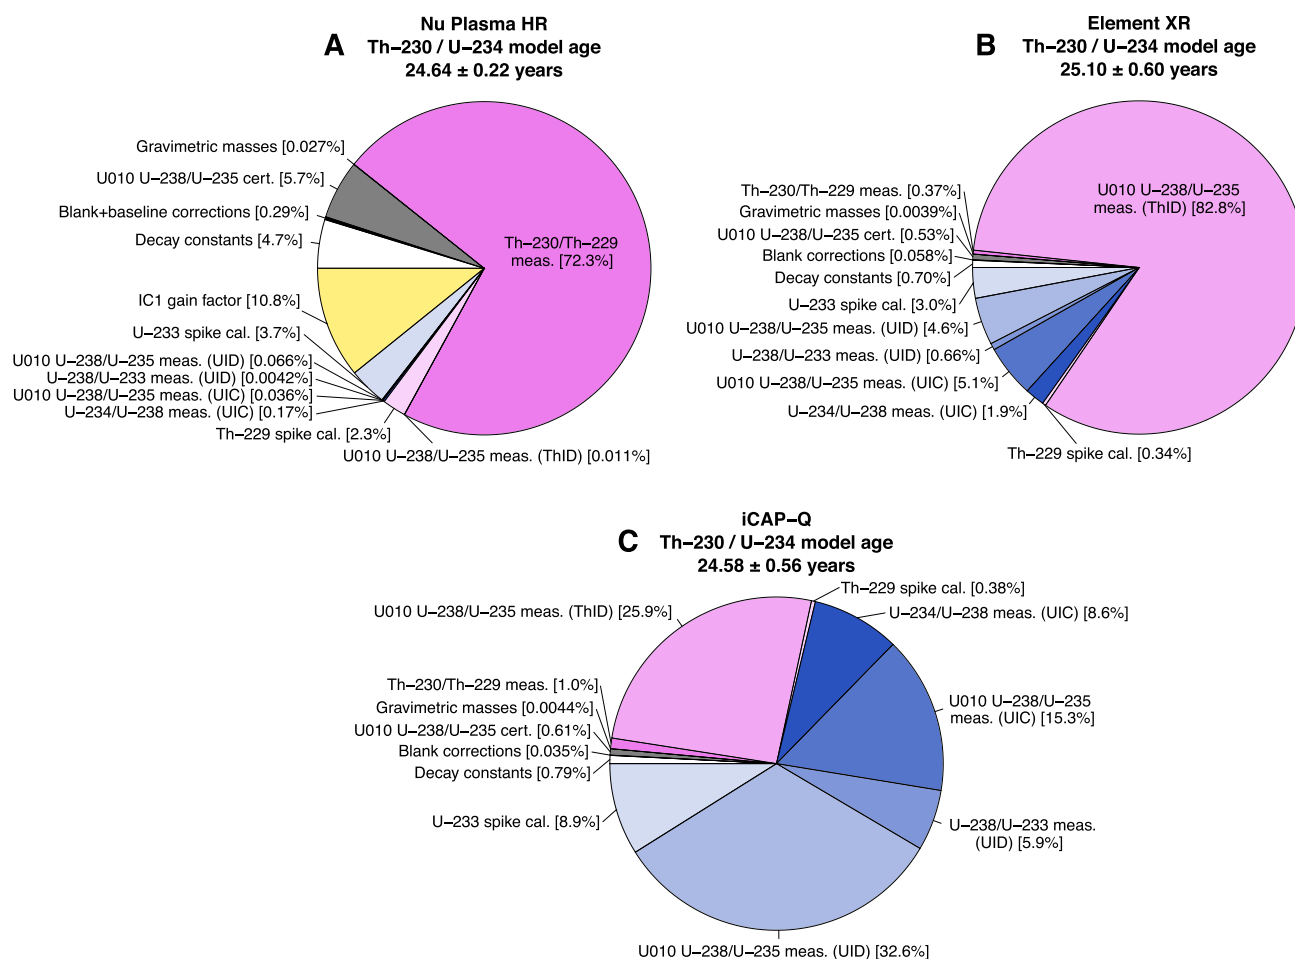 A
Nu Plasma HR
Th–230 / U–234 model age
24.64 ± 0.22 years
Gravimetric masses [0.027%]
U010 U–238/U–235 cert. [5.7%]
Blank+baseline corrections [0.29%]
Decay constants [4.7%]
Th–230/Th–229
meas. [72.3%]
IC1 gain factor [10.8%]
U–233 spike cal. [3.7%]
U010 U–238/U–235 meas. (UID) [0.066%]
U–238/U–233 meas. (UID) [0.0042%]
U010 U–238/U–235 meas. (UIC) [0.036%]
U–234/U–238 meas. (UIC) [0.17%]
Th–229 spike cal. [2.3%]
U010 U–238/U–235 meas. (ThID) [0.011%]
B
Element XR
Th–230 / U–234 model age
25.10 ± 0.60 years
U010 U–238/U–235
meas. (ThID) [82.8%]
Th–230/Th–229 meas. [0.37%]
Gravimetric masses [0.0039%]
U010 U–238/U–235 cert. [0.53%]
Blank corrections [0.058%]
Decay constants [0.70%]
U–233 spike cal. [3.0%]
U010 U–238/U–235 meas. (UID) [4.6%]
U–238/U–233 meas. (UID) [0.66%]
U010 U–238/U–235 meas. (UIC) [5.1%]
U–234/U–238 meas. (UIC) [1.9%]
Th–229 spike cal. [0.34%]
C
iCAP–Q
Th–230 / U–234 model age
24.58 ± 0.56 years
Th–229 spike cal. [0.38%]
U010 U–238/U–235 meas. (ThID) [25.9%]
U–234/U–238 meas. (UIC) [8.6%]
Th–230/Th–229 meas. [1.0%]
Gravimetric masses [0.0044%]
U010 U–238/U–235 cert. [0.61%]
Blank corrections [0.035%]
Decay constants [0.79%]
U010 U–238/U–235
meas. (UIC) [15.3%]
U–233 spike cal. [8.9%]
U–238/U–233 meas.
(UID) [5.9%]
U010 U–238/U–235 meas. (UID) [32.6%]